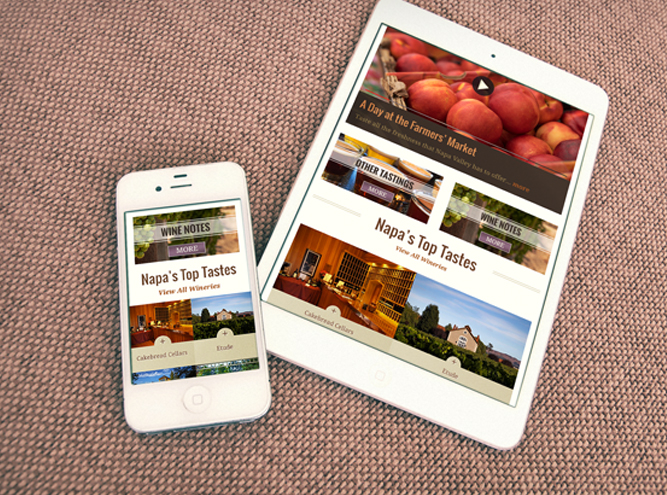 WINE NOTES
MORE
Napa's Top Tastes
View All Wineries
Cakebread Cellars
Etude
A Day at the Farmers' Market
Taste all the freshness that Napa Valley has to offer... more
OTHER TASTINGS
MORE
WINE NOTES
MORE
Napa's Top Tastes
View All Wineries
Cakebread Cellars
Etude